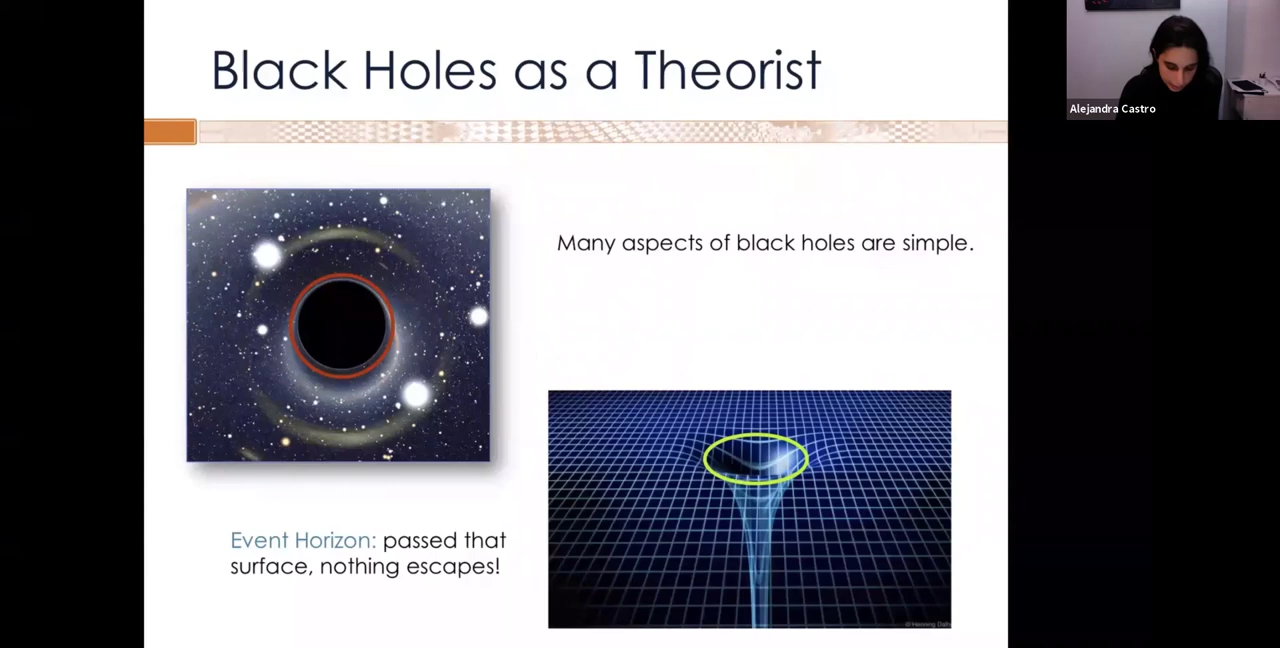 Black Holes as a Theorist
Alejandra Castro
Many aspects of black holes are simple.
Event Horizon: passed that
surface, nothing escapes!